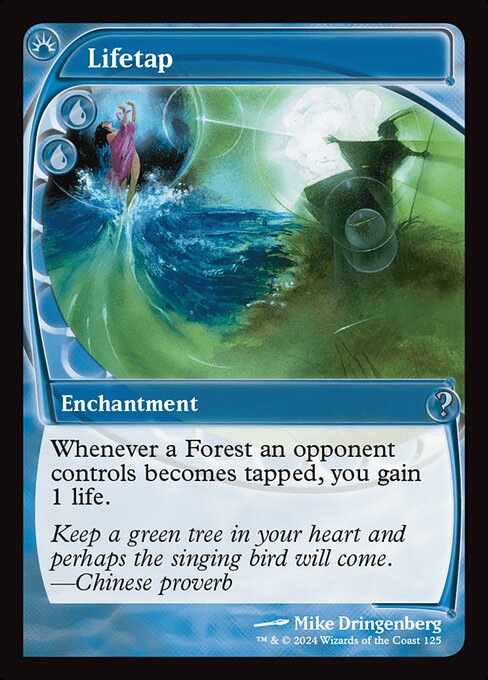 Lifetap
Enchantment
?
Whenever a Forest an opponent
controls becomes tapped, you gain
1 life.
Keep a green tree in your heart and
perhaps the singing bird will come.
—Chinese proverb
Mike Dringenberg
™ & © 2024 Wizards of the Coast 125